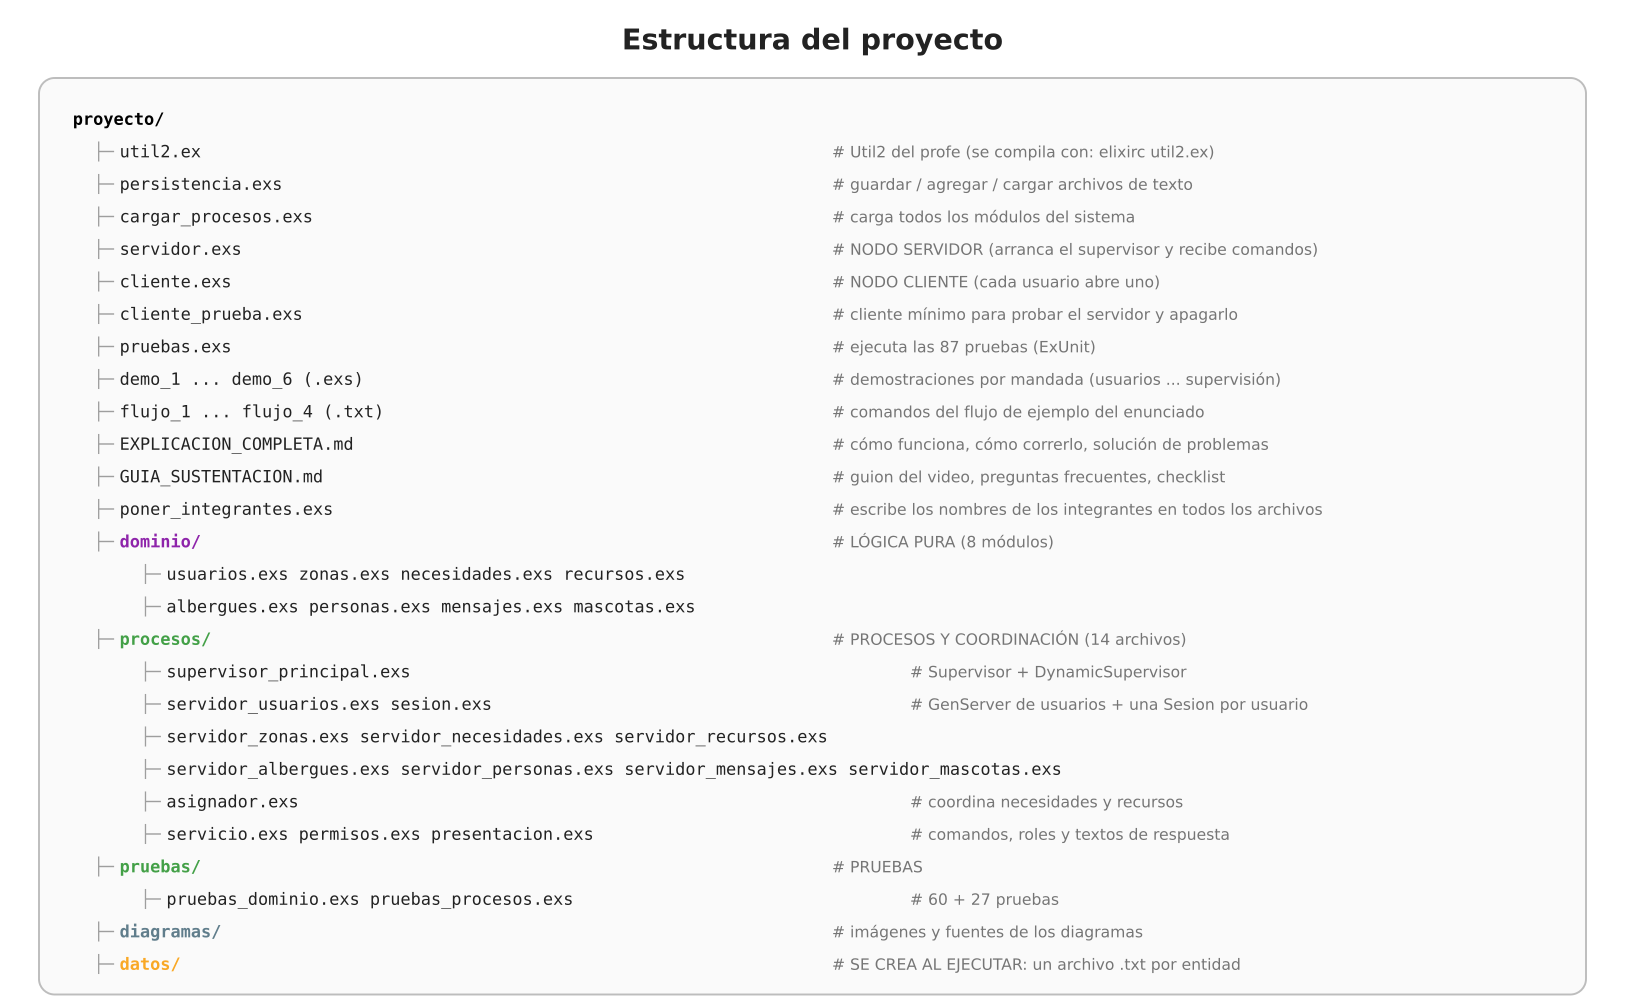 Estructura del proyecto
proyecto/
├─ util2.ex # Util2 del profe (se compila con: elixirc util2.ex)
├─ persistencia.exs # guardar / agregar / cargar archivos de texto
├─ cargar_procesos.exs # carga todos los módulos del sistema
├─ servidor.exs # NODO SERVIDOR (arranca el supervisor y recibe comandos)
├─ cliente.exs # NODO CLIENTE (cada usuario abre uno)
├─ cliente_prueba.exs # cliente mínimo para probar el servidor y apagarlo
├─ pruebas.exs # ejecuta las 87 pruebas (ExUnit)
├─ demo_1 ... demo_6 (.exs) # demostraciones por mandada (usuarios ... supervisión)
├─ flujo_1 ... flujo_4 (.txt) # comandos del flujo de ejemplo del enunciado
├─ EXPLICACION_COMPLETA.md # cómo funciona, cómo correrlo, solución de problemas
├─ GUIA_SUSTENTACION.md # guion del video, preguntas frecuentes, checklist
├─ poner_integrantes.exs # escribe los nombres de los integrantes en todos los archivos
├─ dominio/ # LÓGICA PURA (8 módulos)
├─ usuarios.exs zonas.exs necesidades.exs recursos.exs
├─ albergues.exs personas.exs mensajes.exs mascotas.exs
├─ procesos/ # PROCESOS Y COORDINACIÓN (14 archivos)
├─ supervisor_principal.exs # Supervisor + DynamicSupervisor
├─ servidor_usuarios.exs sesion.exs # GenServer de usuarios + una Sesion por usuario
├─ servidor_zonas.exs servidor_necesidades.exs servidor_recursos.exs
├─ servidor_albergues.exs servidor_personas.exs servidor_mensajes.exs servidor_mascotas.exs
├─ asignador.exs # coordina necesidades y recursos
├─ servicio.exs permisos.exs presentacion.exs # comandos, roles y textos de respuesta
├─ pruebas/ # PRUEBAS
├─ pruebas_dominio.exs pruebas_procesos.exs # 60 + 27 pruebas
├─ diagramas/ # imágenes y fuentes de los diagramas
├─ datos/ # SE CREA AL EJECUTAR: un archivo .txt por entidad